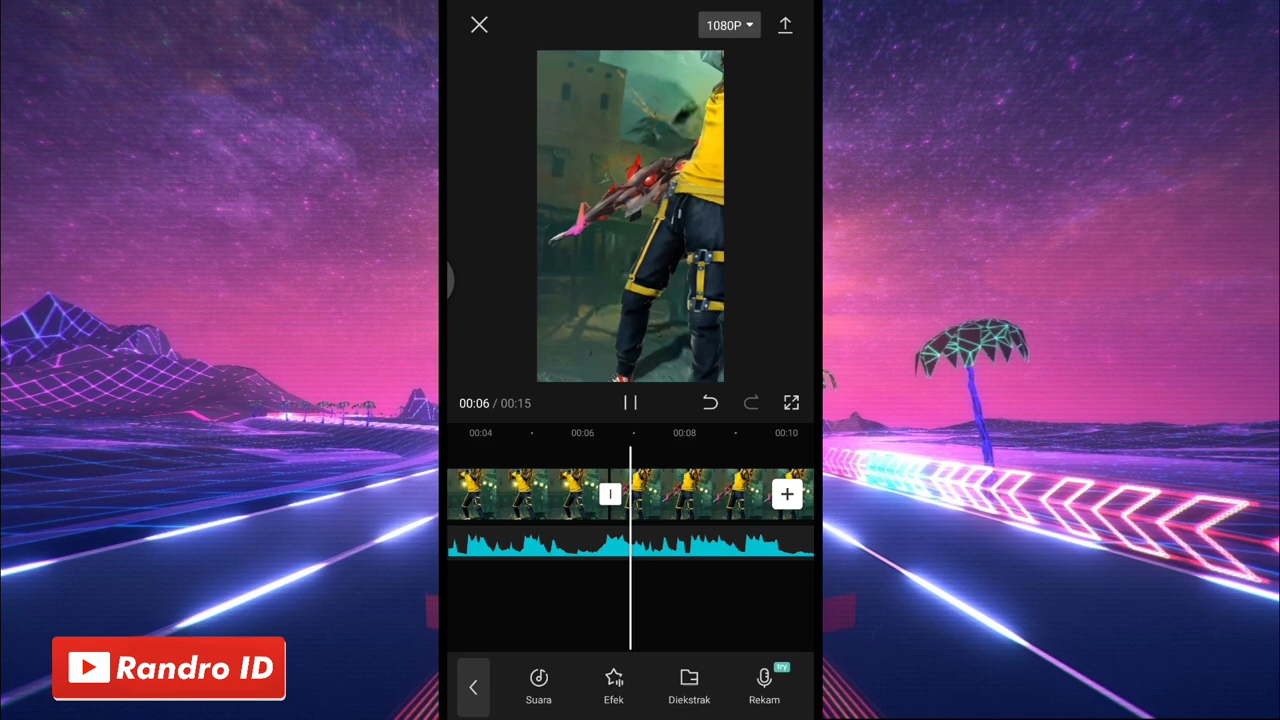 1080P
00:06 / 00:15
00:04 00:06 00:08 00:10
try
Suara Efek Diekstrak Rekam
Randro ID